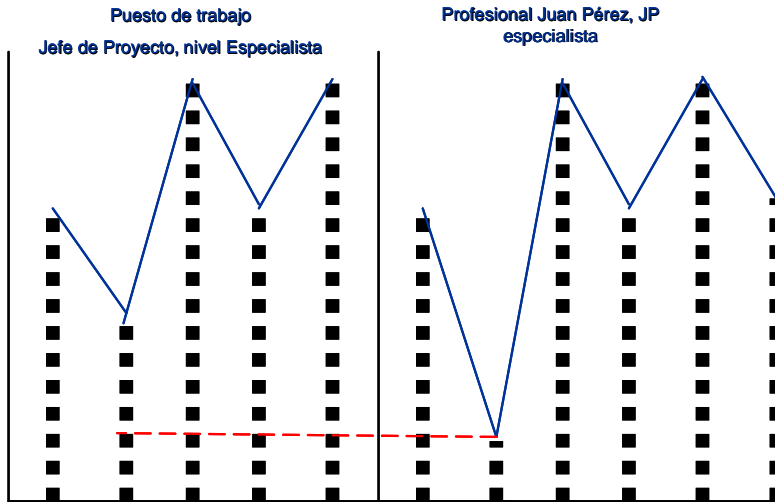 Puesto de trabajo
Jefe de Proyecto, nivel Especialista
Profesional Juan Pérez, JP
especialista